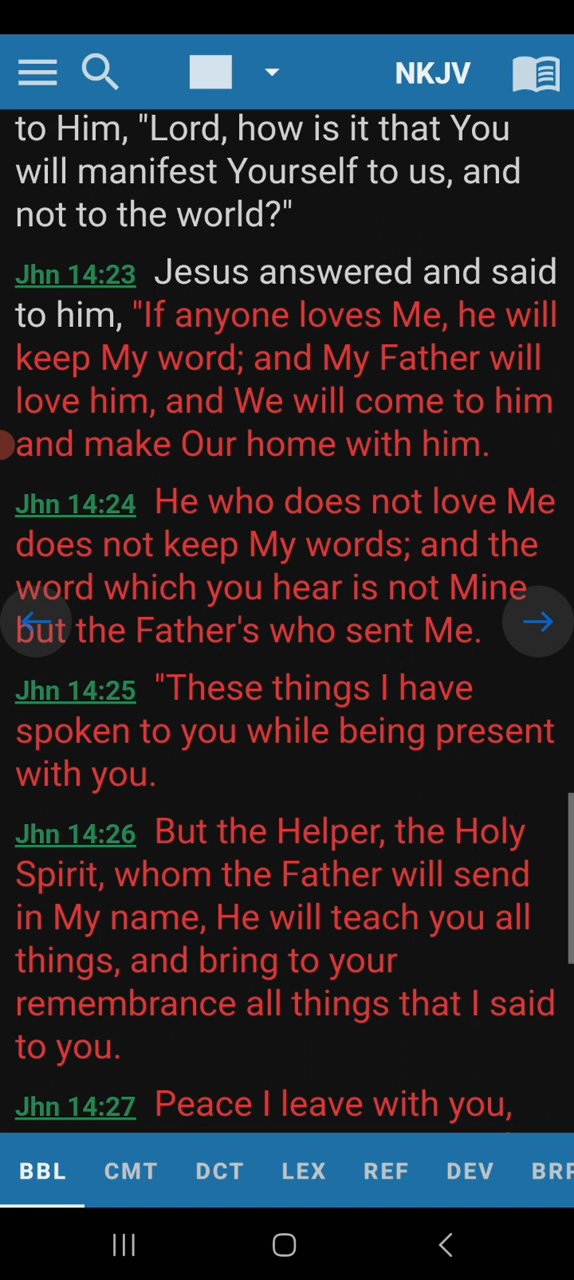 NKJV
to Him, "Lord, how is it that You
will manifest Yourself to us, and
not to the world?"
Jhn 14:23 Jesus answered and said
to him, "If anyone loves Me, he will
keep My word; and My Father will
love him, and We will come to him
and make Our home with him.
Jhn 14:24 He who does not love Me
does not keep My words; and the
word which you hear is not Mine
but the Father's who sent Me.
Jhn 14:25 "These things I have
spoken to you while being present
with you.
Jhn 14:26 But the Helper, the Holy
Spirit, whom the Father will send
in My name, He will teach you all
things, and bring to your
remembrance all things that I said
to you.
Jhn 14:27 Peace I leave with you,
BBL CMT DCT LEX REF DEV